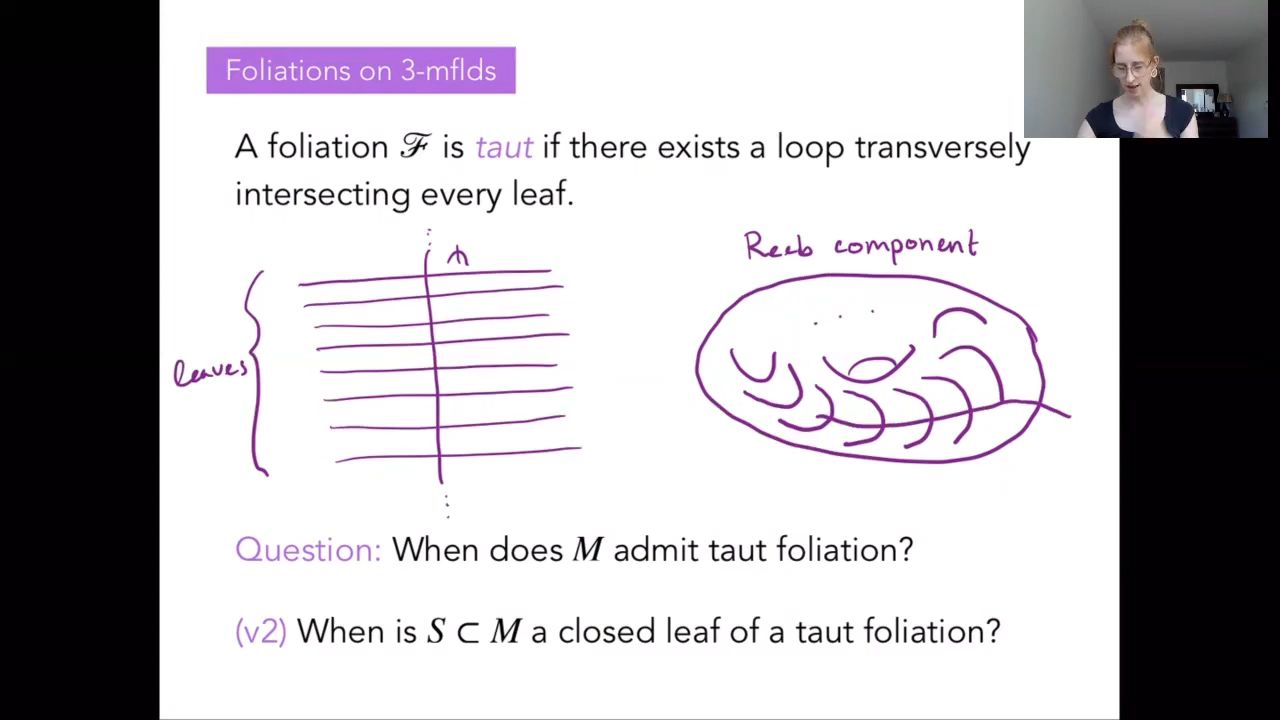 Foliations on 3-mflds
A foliation ℱ is taut if there exists a loop transversely
intersecting every leaf.
⋔
Reeb component
leaves
Question: When does M admit taut foliation?
(v2) When is S ⊂ M a closed leaf of a taut foliation?